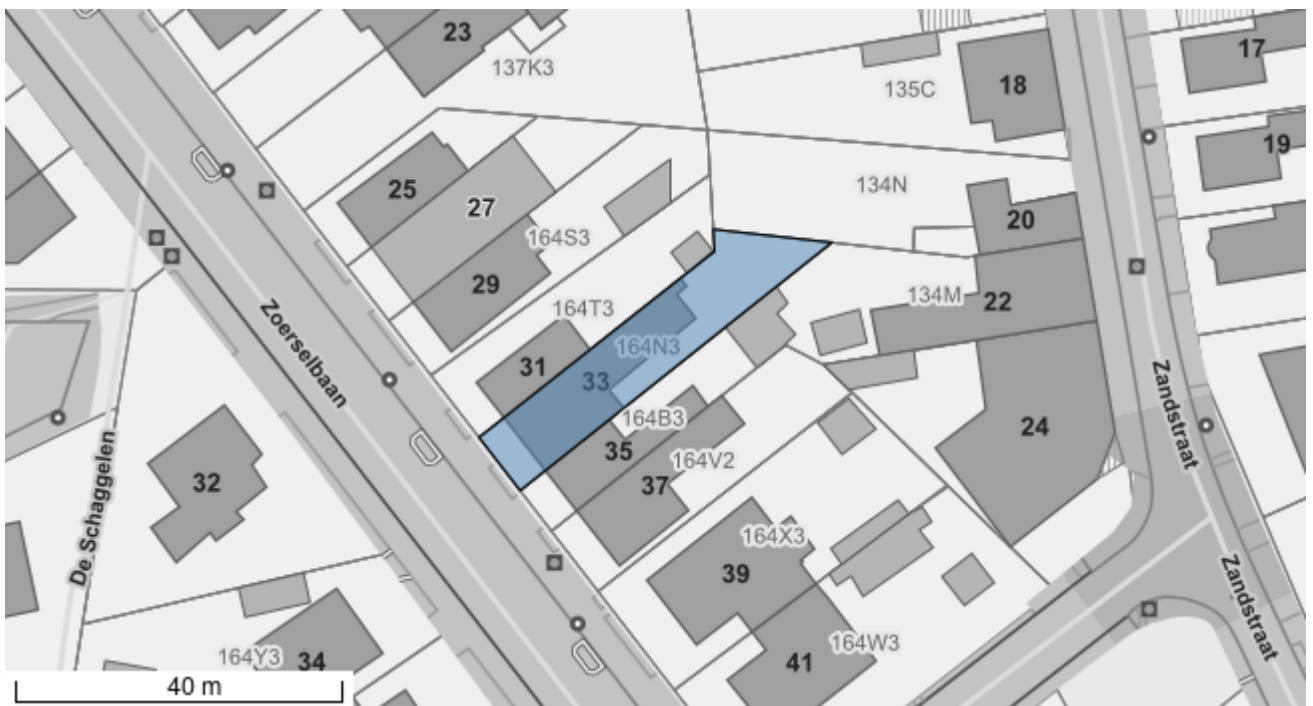 23
137K3
17
135C
18
19
25
134N
27
20
164S3
29
134M
22
164T3
Zoerselbaan
31
164N3
33
Zandstraat
164B3
24
35
164V2
37
32
De Schaggelen
164X3
39
Zandstraat
164Y3
34
164W3
41
40 m